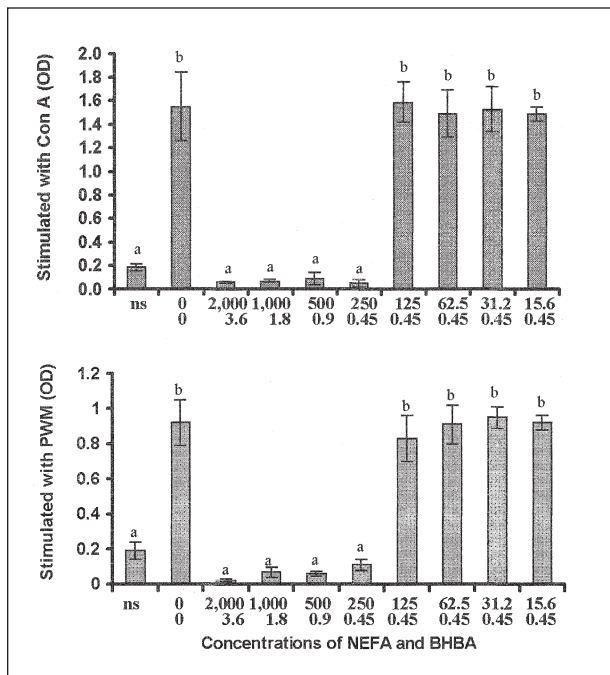 Stimulated with Con A (OD)
2.0
1.8
1.6
1.4
1.2
1.0
0.8
0.6
0.4
0.2
0.0
a
b
a
a
a
a
b
b
b
b
ns 0 2,000 1,000 500 250 125 62.5 31.2 15.6
0 3.6 1.8 0.9 0.45 0.45 0.45 0.45 0.45
Stimulated with PWM (OD)
1.2
1
0.8
0.6
0.4
0.2
0
a
b
a
a
a
a
b
b
b
b
ns 0 2,000 1,000 500 250 125 62.5 31.2 15.6
0 3.6 1.8 0.9 0.45 0.45 0.45 0.45 0.45
Concentrations of NEFA and BHBA